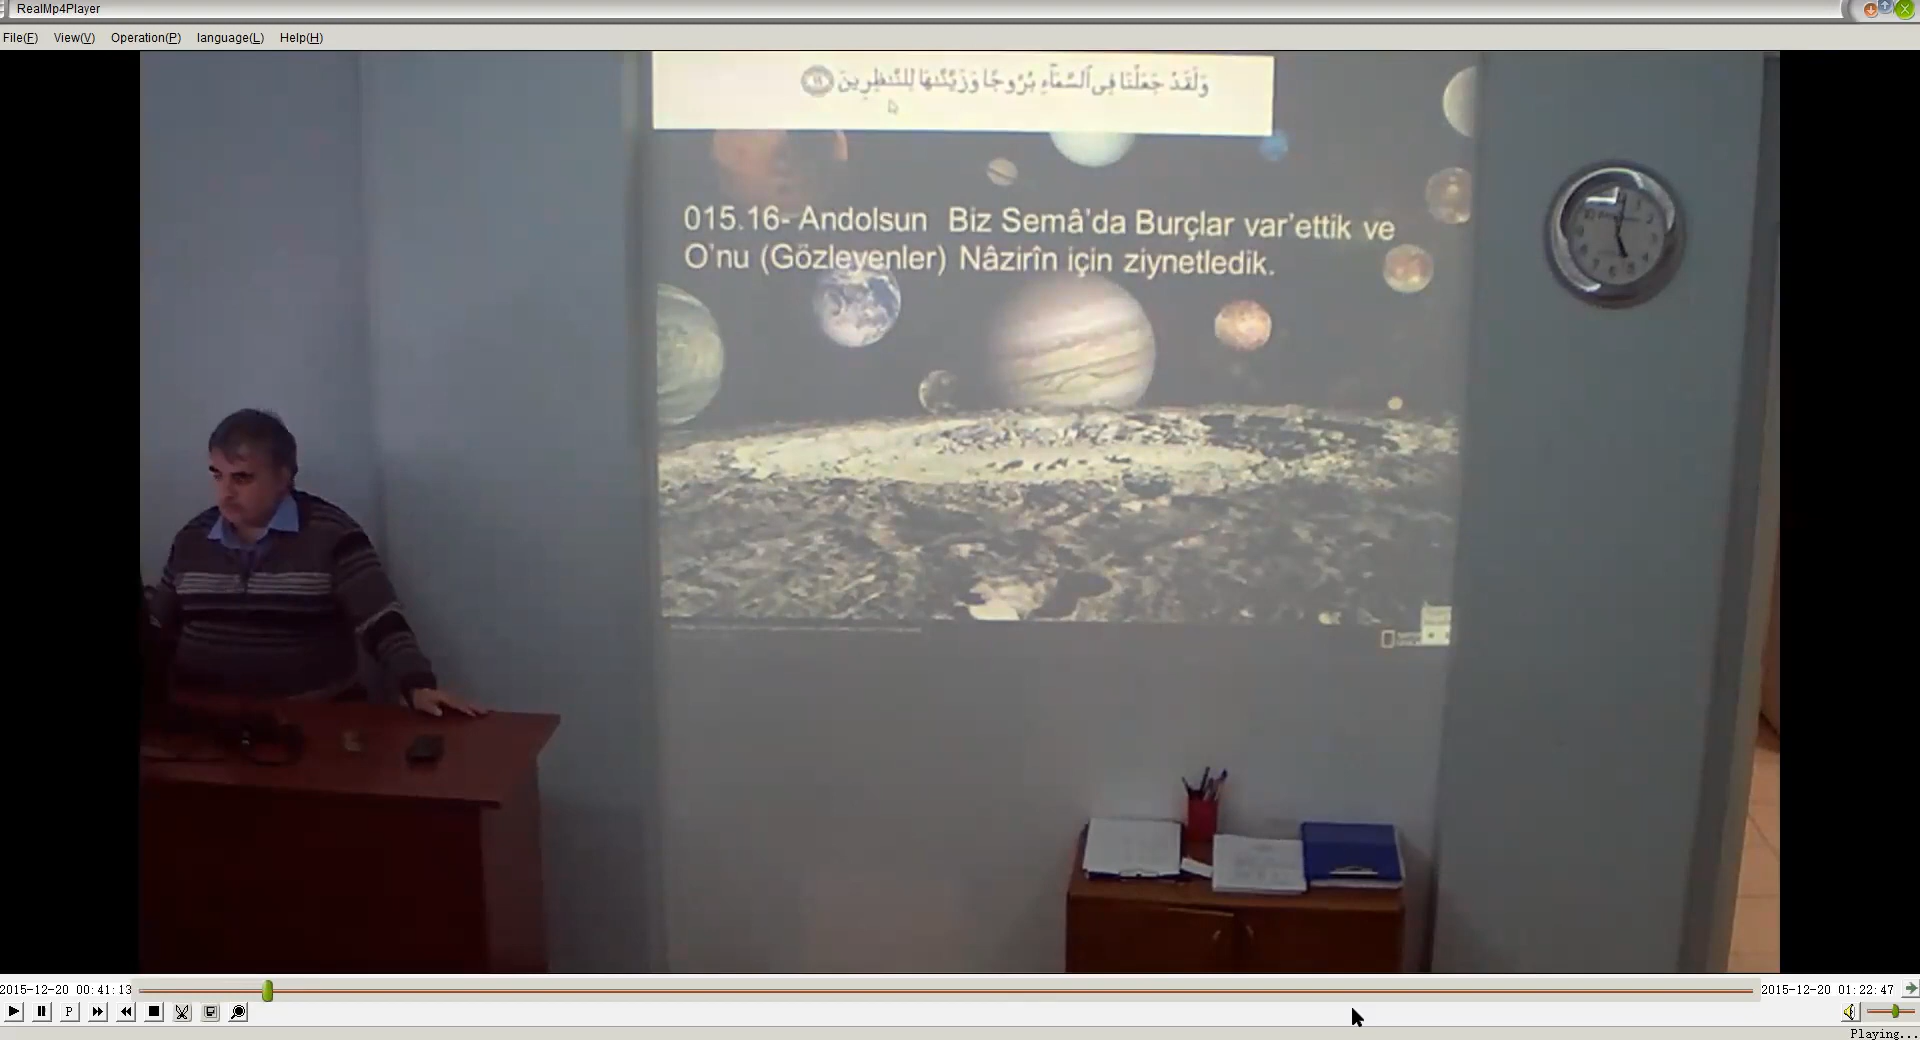 RealMp4Player
File(F) View(V) Operation(P) language(L) Help(H)
وَلَقَدْ جَعَلْنَا فِى ٱلسَّمَآءِ بُرُوجًا وَزَيَّنَّـٰهَا لِلنَّـٰظِرِينَ
015.16- Andolsun Biz Semâ'da Burçlar var'ettik ve
O'nu (Gözleyenler) Nâzirîn için ziynetledik.
2015-12-20 00:41:13
2015-12-20 01:22:47
P
Playing...